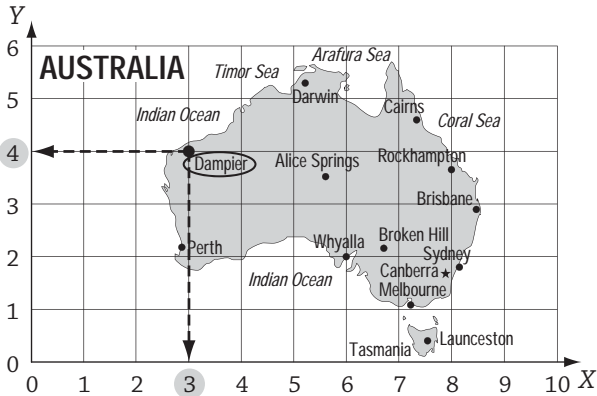 Y
6
AUSTRALIA
Arafura Sea
Timor Sea
5
Darwin
Indian Ocean
Cairns
Coral Sea
4
Dampier
Alice Springs
Rockhampton
3
Brisbane
Perth
Whyalla
Broken Hill
2
Sydney
Indian Ocean
Canberra
Melbourne
1
Launceston
Tasmania
0
0 1 2 3 4 5 6 7 8 9 10 X